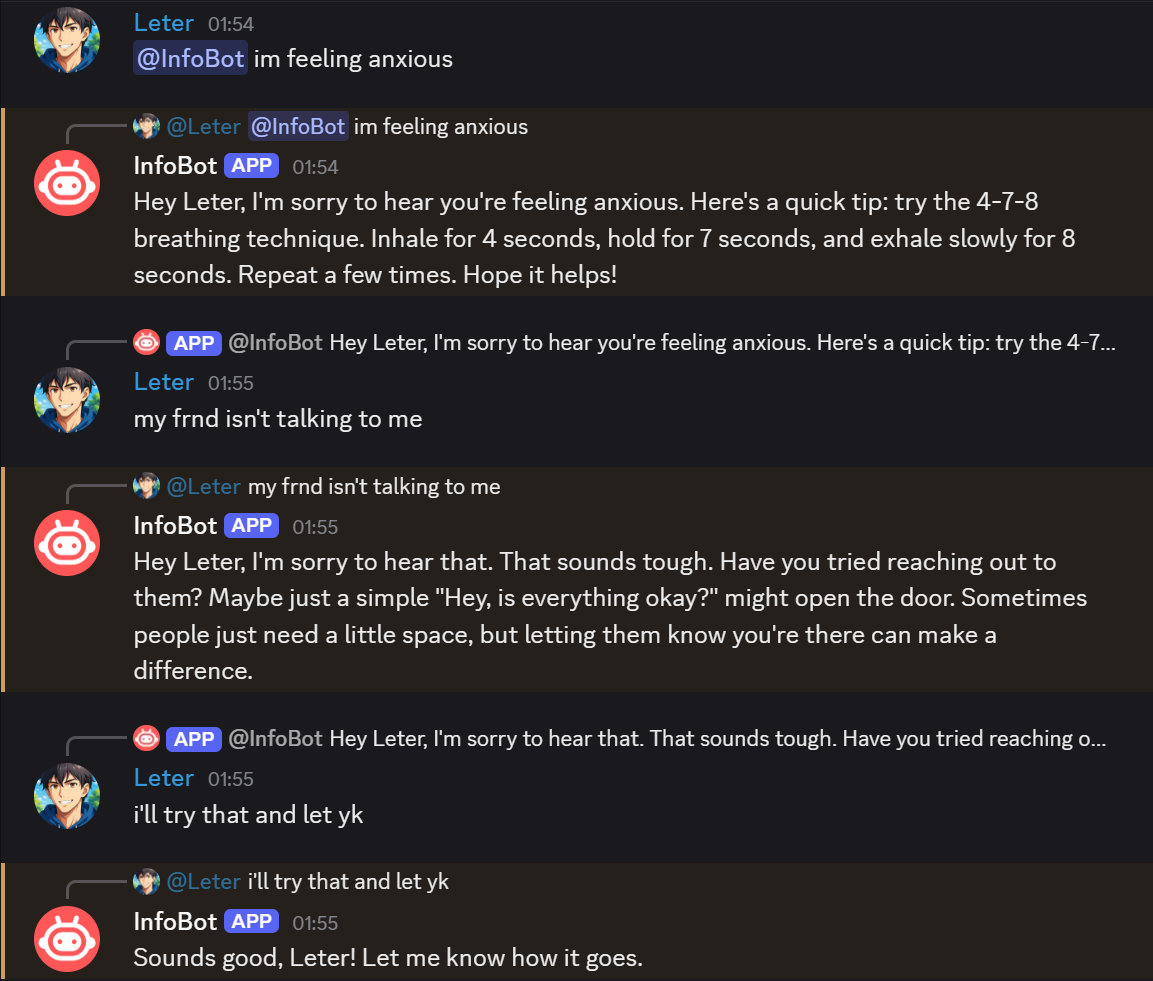 Leter 01:54
@InfoBot im feeling anxious
@Leter @InfoBot im feeling anxious
InfoBot APP 01:54
Hey Leter, I'm sorry to hear you're feeling anxious. Here's a quick tip: try the 4-7-8
breathing technique. Inhale for 4 seconds, hold for 7 seconds, and exhale slowly for 8
seconds. Repeat a few times. Hope it helps!
APP @InfoBot Hey Leter, I'm sorry to hear you're feeling anxious. Here's a quick tip: try the 4-7...
Leter 01:55
my frnd isn't talking to me
@Leter my frnd isn't talking to me
InfoBot APP 01:55
Hey Leter, I'm sorry to hear that. That sounds tough. Have you tried reaching out to
them? Maybe just a simple "Hey, is everything okay?" might open the door. Sometimes
people just need a little space, but letting them know you're there can make a
difference.
APP @InfoBot Hey Leter, I'm sorry to hear that. That sounds tough. Have you tried reaching o...
Leter 01:55
i'll try that and let yk
@Leter i'll try that and let yk
InfoBot APP 01:55
Sounds good, Leter! Let me know how it goes.